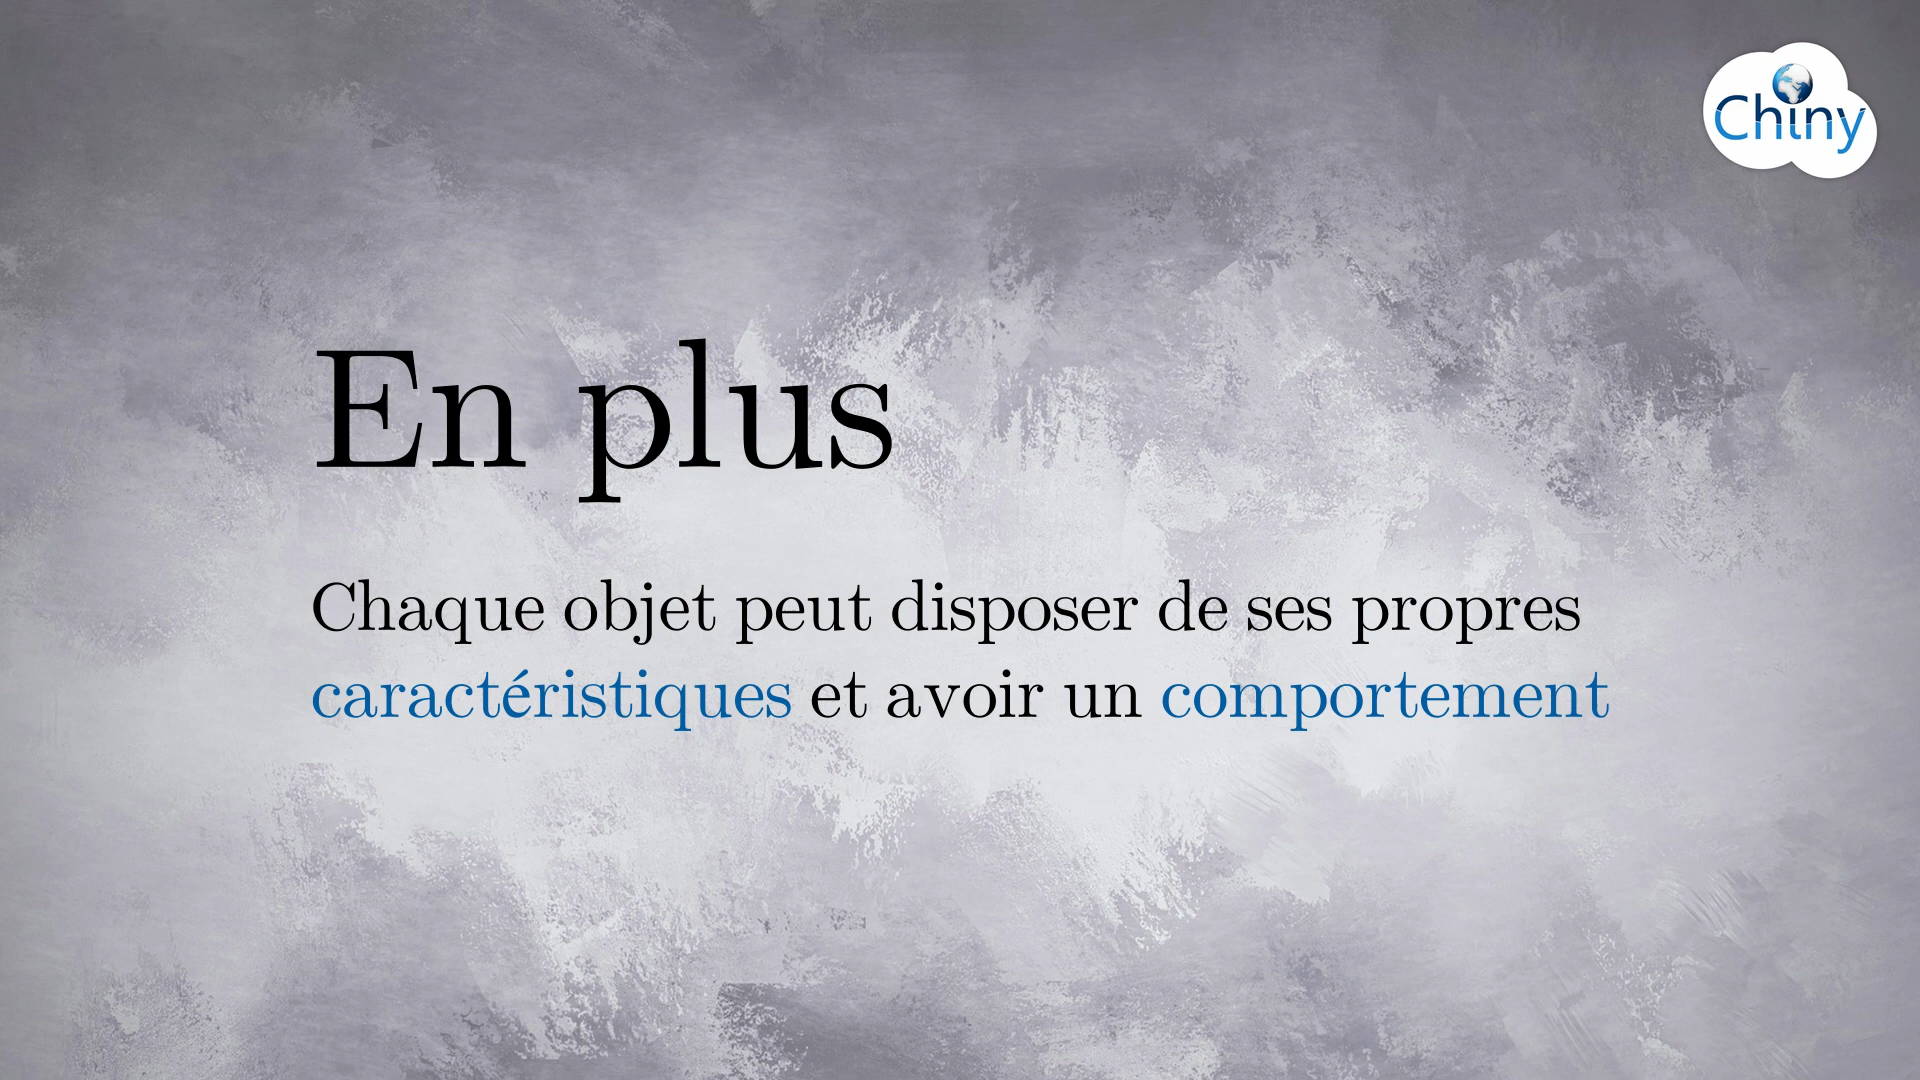 Chiny
En plus
Chaque objet peut disposer de ses propres
caractéristiques et avoir un comportement